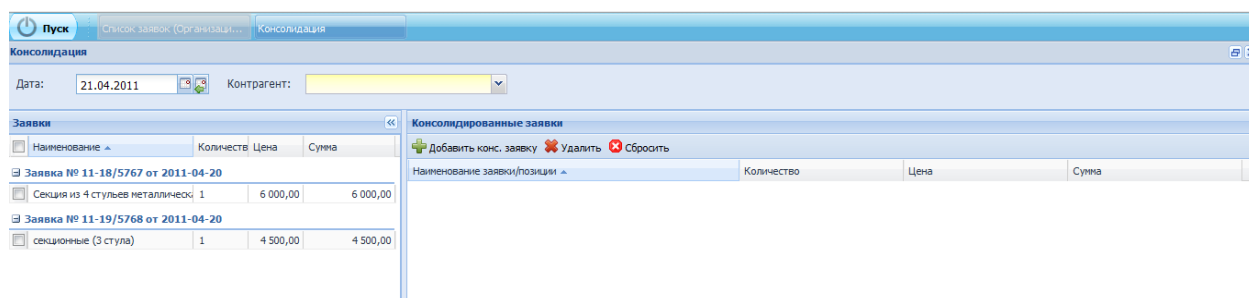 Пуск Список заявок (Организаци... Консолидация
Консолидация
Дата: 21.04.2011 Контрагент:
Заявки Консолидированные заявки
Добавить конс. заявку Удалить Сбросить
Наименование Количеств Цена Сумма
Наименование заявки/позиции Количество Цена Сумма
Заявка № 11-18/5767 от 2011-04-20
Секция из 4 стульев металлическ 1 6 000,00 6 000,00
Заявка № 11-19/5768 от 2011-04-20
секционные (3 стула) 1 4 500,00 4 500,00